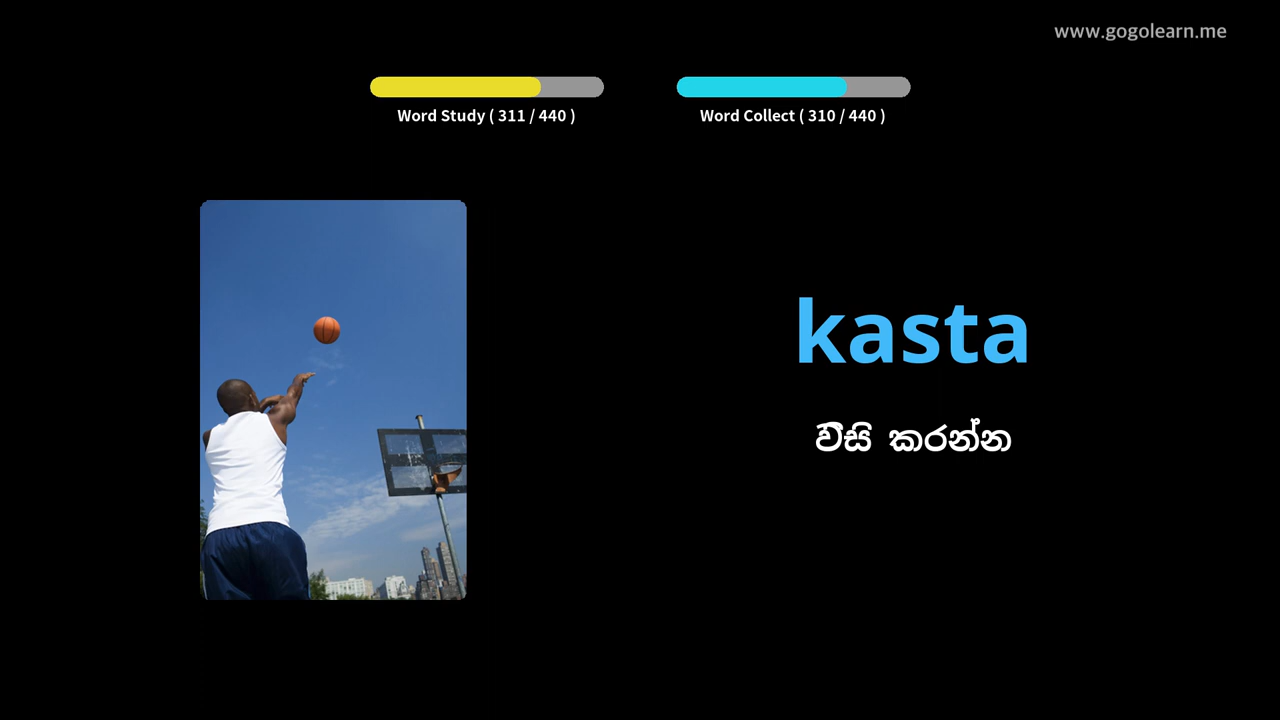 www.gogolearn.me
Word Study ( 311 / 440 )
Word Collect ( 310 / 440 )
kasta
වීසි කරන්න